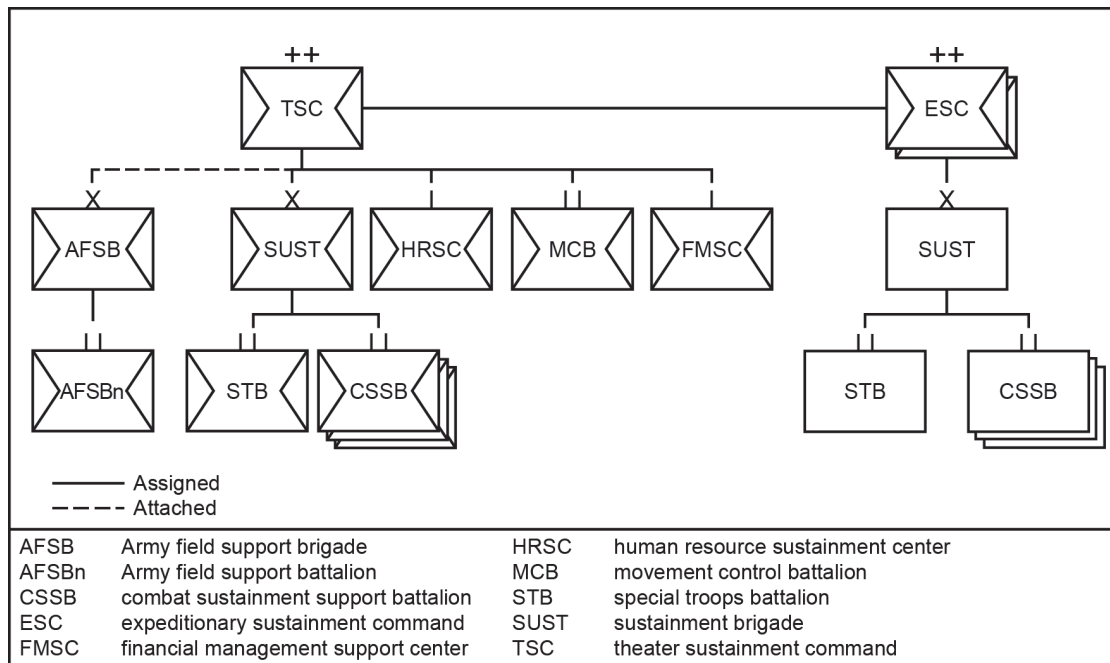 ++ ++
TSC ESC
X X | || | X
AFSB SUST HRSC MCB FMSC SUST
|| || || || ||
AFSBn STB CSSB STB CSSB
Assigned
Attached
AFSB Army field support brigade HRSC human resource sustainment center
AFSBn Army field support battalion MCB movement control battalion
CSSB combat sustainment support battalion STB special troops battalion
ESC expeditionary sustainment command SUST sustainment brigade
FMSC financial management support center TSC theater sustainment command